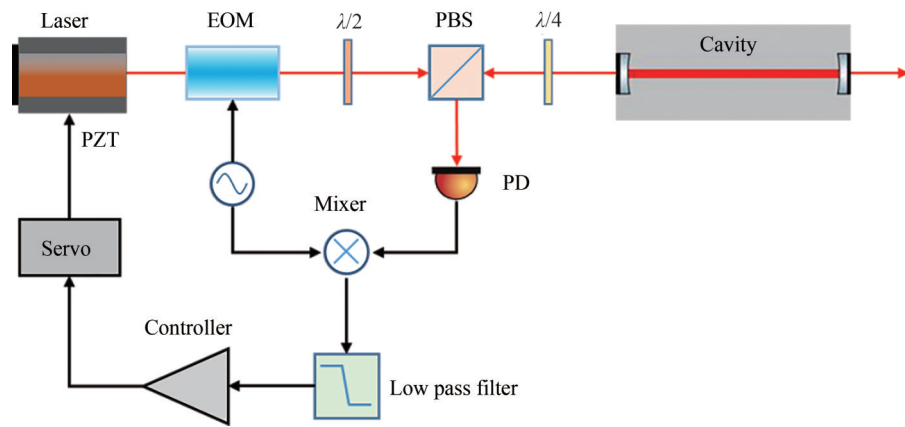 Laser
EOM
λ/2
PBS
λ/4
Cavity
PZT
PD
Mixer
Servo
Controller
Low pass filter